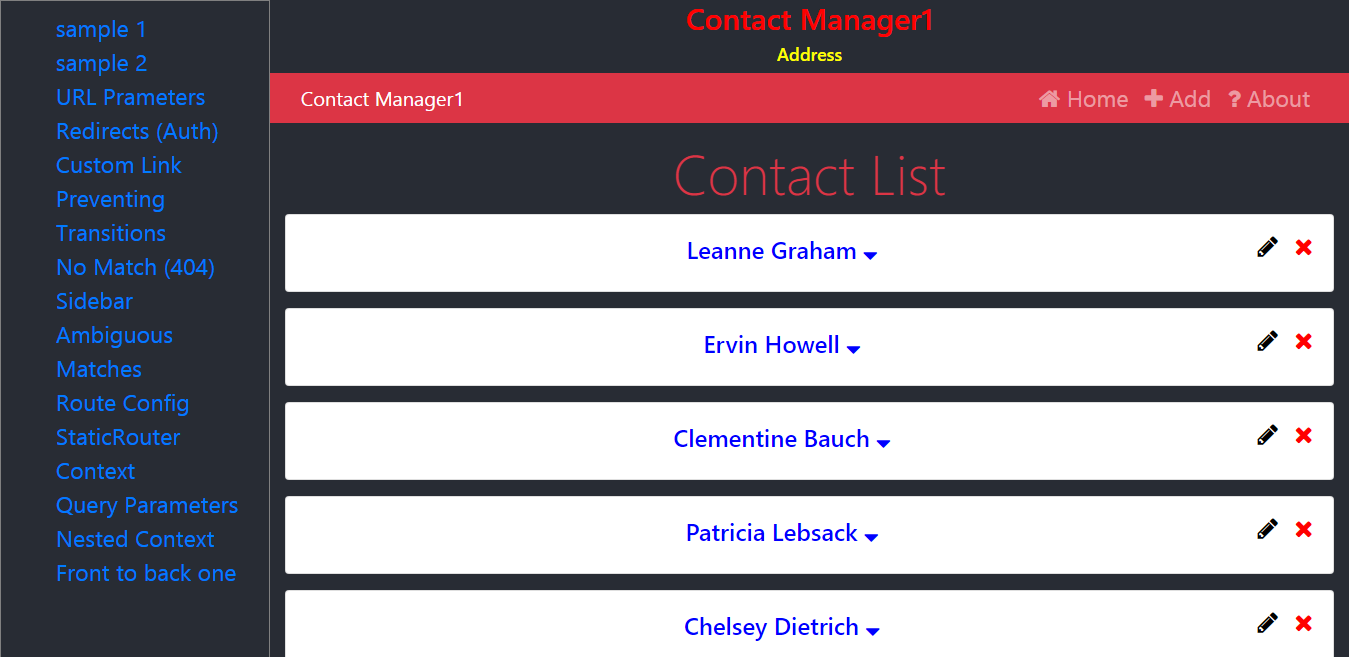 sample 1
sample 2
URL Prameters
Redirects (Auth)
Custom Link
Preventing
Transitions
No Match (404)
Sidebar
Ambiguous
Matches
Route Config
StaticRouter
Context
Query Parameters
Nested Context
Front to back one
Contact Manager1
Address
Contact Manager1 Home Add ? About
Contact List
Leanne Graham
Ervin Howell
Clementine Bauch
Patricia Lebsack
Chelsey Dietrich